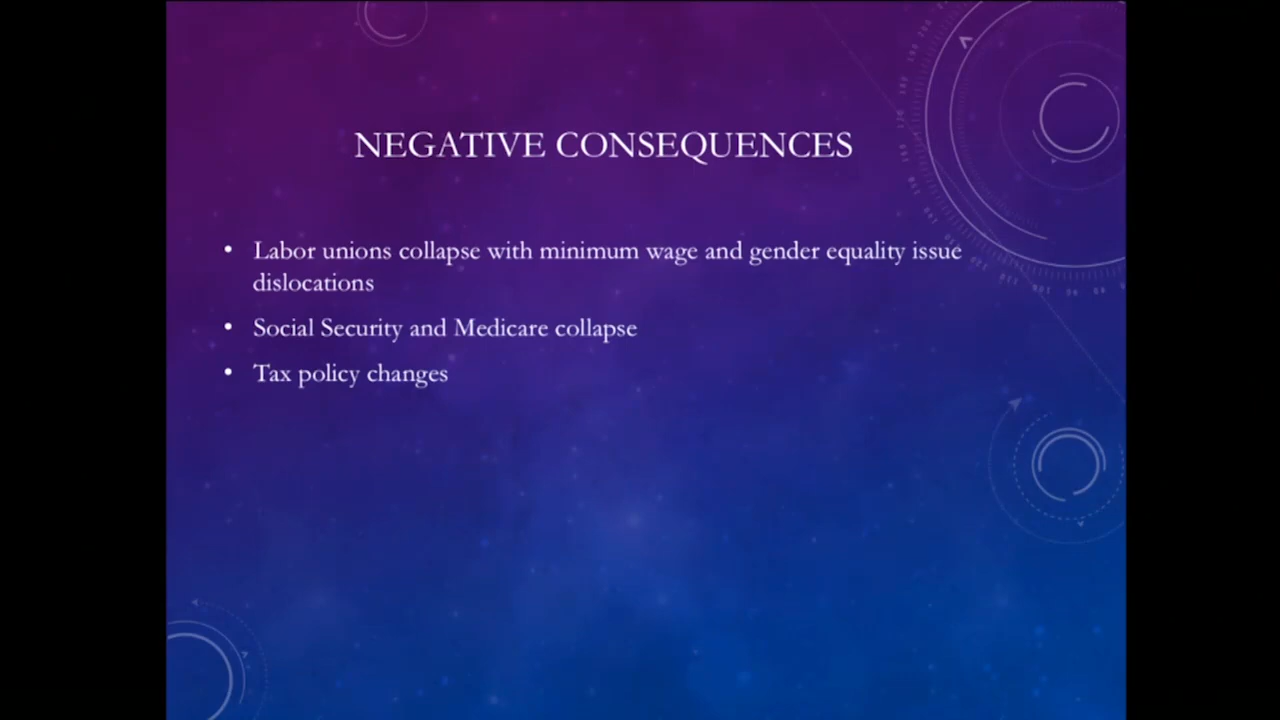 NEGATIVE CONSEQUENCES
• Labor unions collapse with minimum wage and gender equality issue
dislocations
• Social Security and Medicare collapse
• Tax policy changes